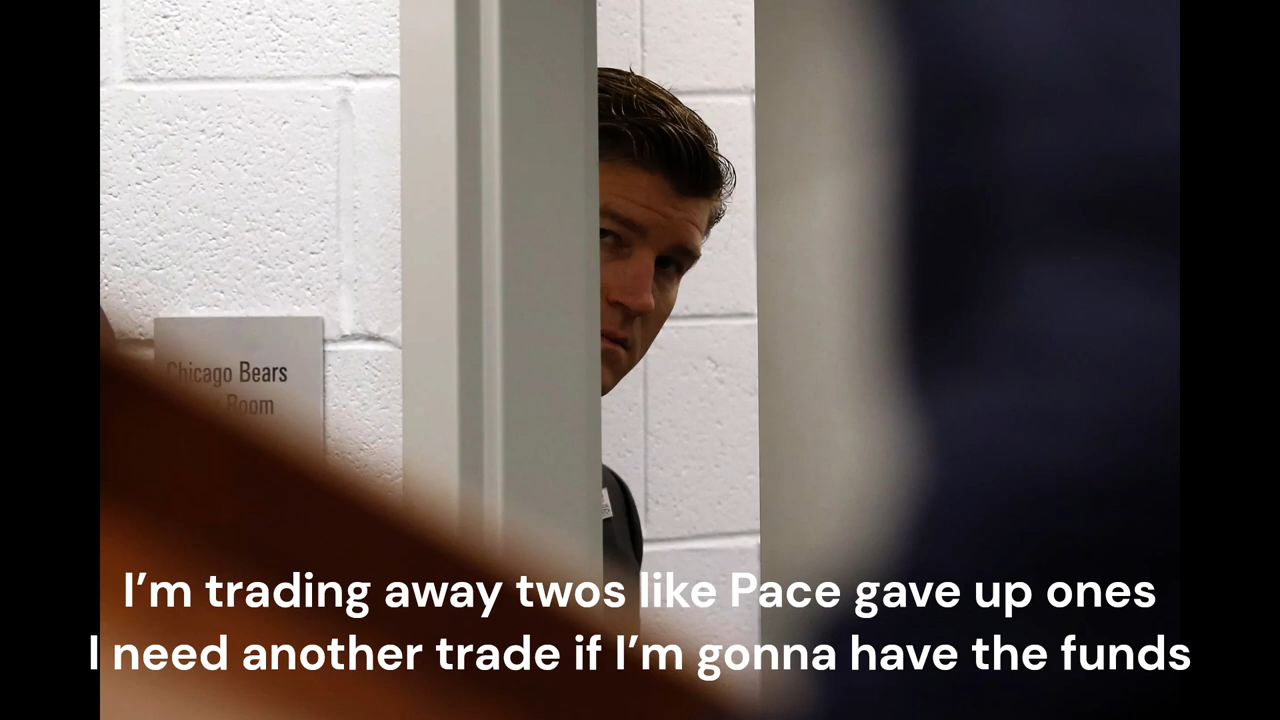 Chicago Bears
Room
I’m trading away twos like Pace gave up ones
I need another trade if I’m gonna have the funds